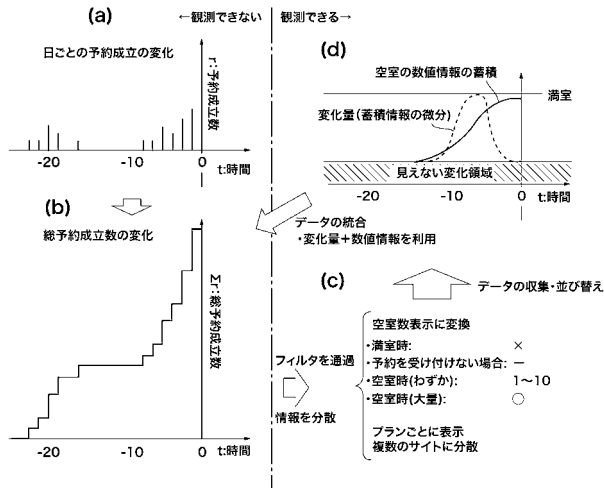 ←観測できない
観測できる→
(a)
日ごとの予約成立の変化
r:予約成立数
-20
-10
0
t:時間
(b)
総予約成立数の変化
Σr:総予約成立数
-20
-10
0
t:時間
(d)
空室の数値情報の蓄積
満室
変化量(蓄積情報の微分)
見えない変化領域
-20
-10
0
t:時間
データの統合
・変化量+数値情報を利用
(c)
データの収集・並び替え
フィルタを通過
情報を分散
空室数表示に変換
・満室時: ×
・予約を受け付けない場合: ー
・空室時(わずか): 1〜10
・空室時(大量): ○
プランごとに表示
複数のサイトに分散